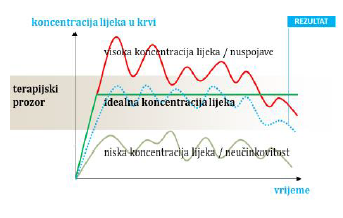 koncentracija lijeka u krvi
REZULTAT
visoka koncentracija lijeka / nuspojave
terapijski
prozor
idealna koncentracija lijeka
niska koncentracija lijeka / neučinkovitost
vrijeme